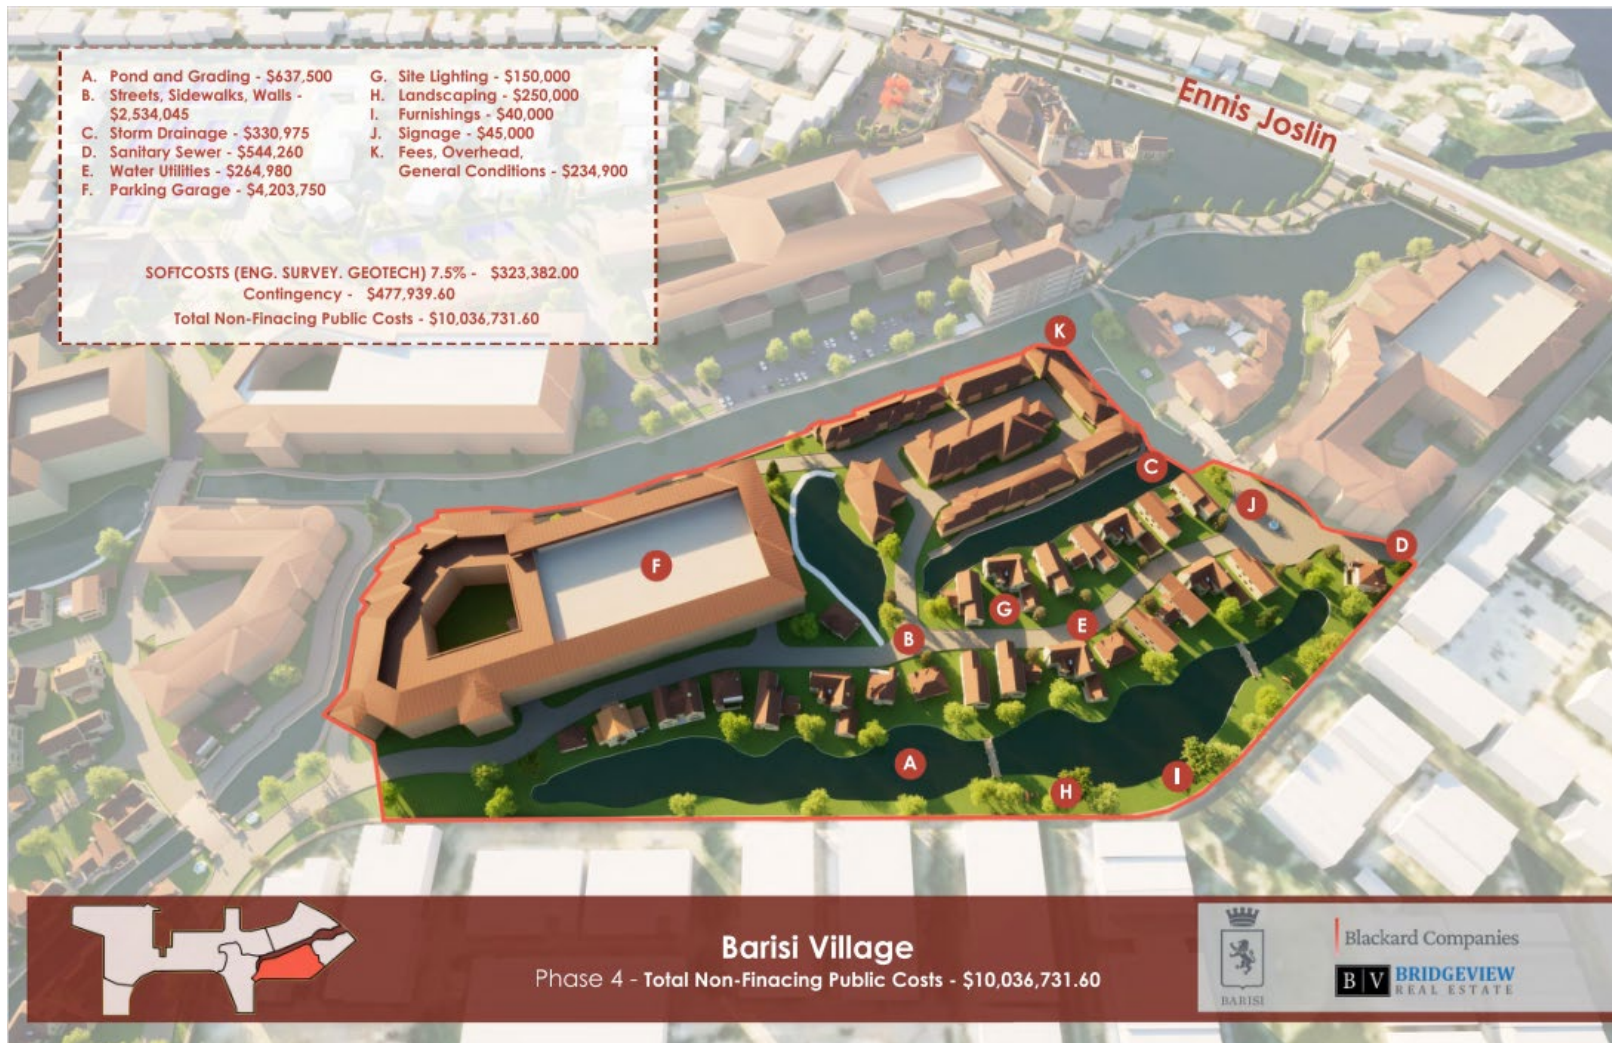 A. Pond and Grading - $637,500
B. Streets, Sidewalks, Walls -
$2,534,045
C. Storm Drainage - $330,975
D. Sanitary Sewer - $544,260
E. Water Utilities - $264,980
F. Parking Garage - $4,203,750
G. Site Lighting - $150,000
H. Landscaping - $250,000
I. Furnishings - $40,000
J. Signage - $45,000
K. Fees, Overhead,
General Conditions - $234,900
SOFTCOSTS (ENG. SURVEY. GEOTECH) 7.5% - $323,382.00
Contingency - $477,939.60
Total Non-Finacing Public Costs - $10,036,731.60
Ennis Joslin
K
C
J
D
F
G
E
B
A
I
H
Barisi Village
Phase 4 - Total Non-Finacing Public Costs - $10,036,731.60
BARISI
Blackard Companies
B V BRIDGEVIEW
REAL ESTATE